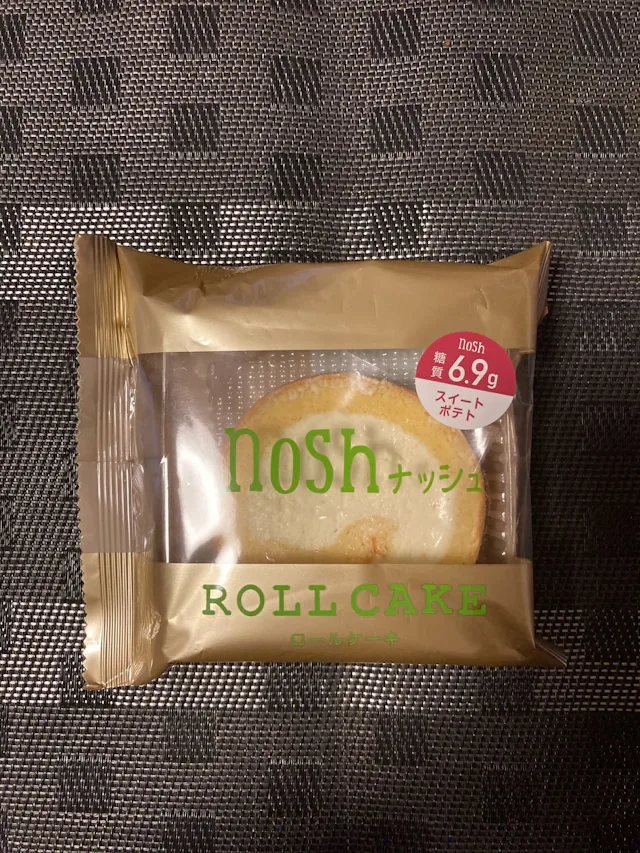 nosh
糖質 6.9g
スイート
ポテト
nosh ナッシュ
ROLL CAKE
ロールケーキ